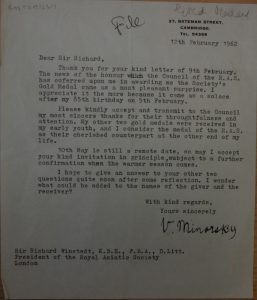 File
27, BATEMAN STREET,
CAMBRIDGE.
12th February 1962
Dear Sir Richard,
Thank you for your kind letter of 9th February.
The news of the honour which the Council of the R.A.S.
has conferred upon me in awarding me the Society's
Gold Medal came as a most pleasant surprise. I
appreciate it the more because it came so soon
after my 85th birthday on 5th February.
Please kindly accept and transmit to the Council
my most sincere thanks for their throughtfulness and
attention. My other two gold medals were received in
my early youth, and I consider the medal of the R.A.S
as their cherished counterpart at the other end of my
life.
10th May is still a remote date, so may I accept
your kind invitation in principle, subject to a further
confirmation when the warmer season comes.
I hope to give an answer to your other two
questions quite soon after some reflection. I wonder
what could be added to the names of the giver and the
receiver?
With kind regards,
Yours sincerely
V. Minorsky
Sir Richard Winstedt, K.B.E., F.B.A., D.Litt.
President of the Royal Asiatic Society
London